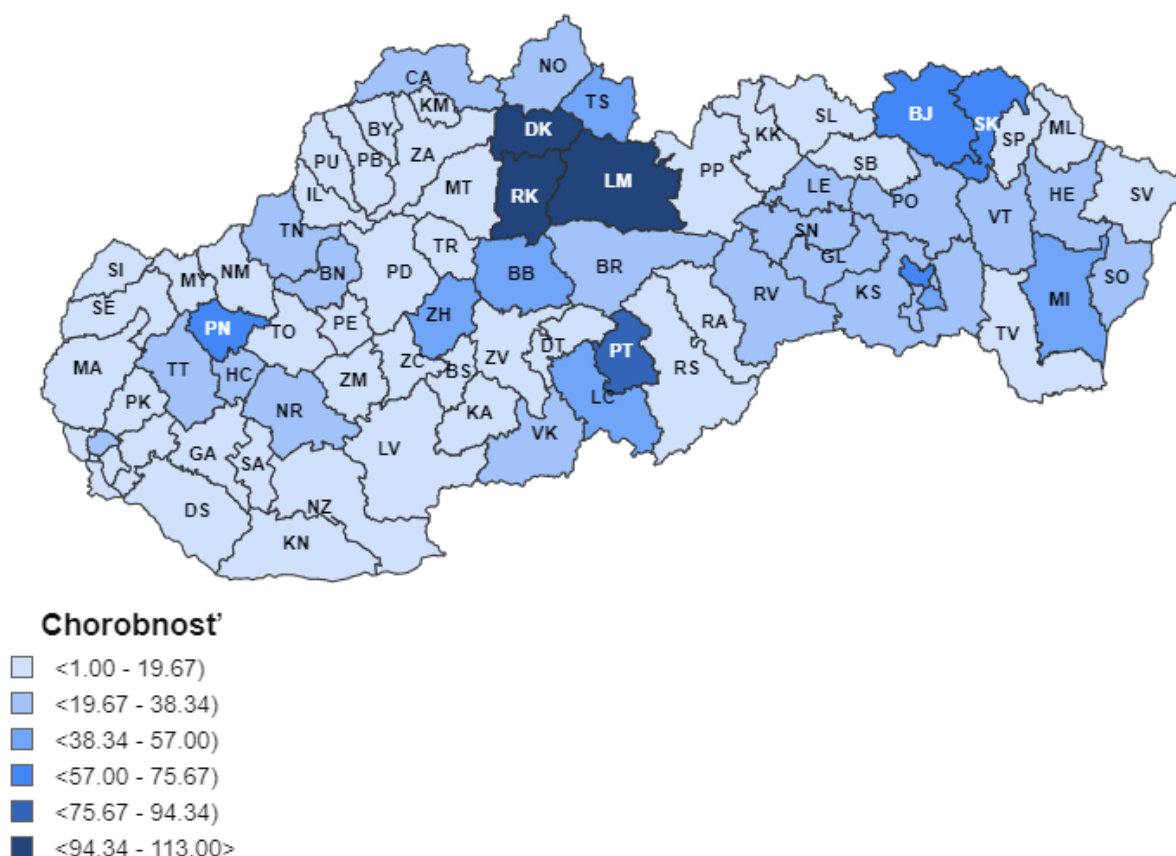 NO
CA
TS
KM
DK
BY
BJ
SK
SL
ML
KK
SP
PU
PB
ZA
SB
PP
LM
MT
LE
IL
RK
HE
SV
PO
VT
TN
SN
TR
GL
BB
BR
SI
NM
BN
PD
MY
SO
KS
RV
MI
SE
ZH
PN
RA
PE
TO
TV
DT
PT
ZV
ZC
MA
TT
RS
BS
HC
ZM
LC
PK
NR
KA
VK
LV
GA
SA
NZ
DS
KN
Chorobnosť
<1.00 - 19.67)
<19.67 - 38.34)
<38.34 - 57.00)
<57.00 - 75.67)
<75.67 - 94.34)
<94.34 - 113.00>